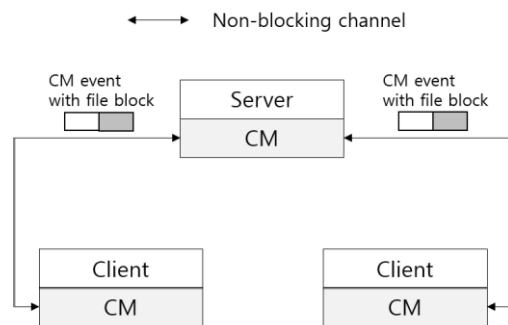 Non-blocking channel
CM event
with file block
CM event
with file block
Server
CM
Client
CM
Client
CM